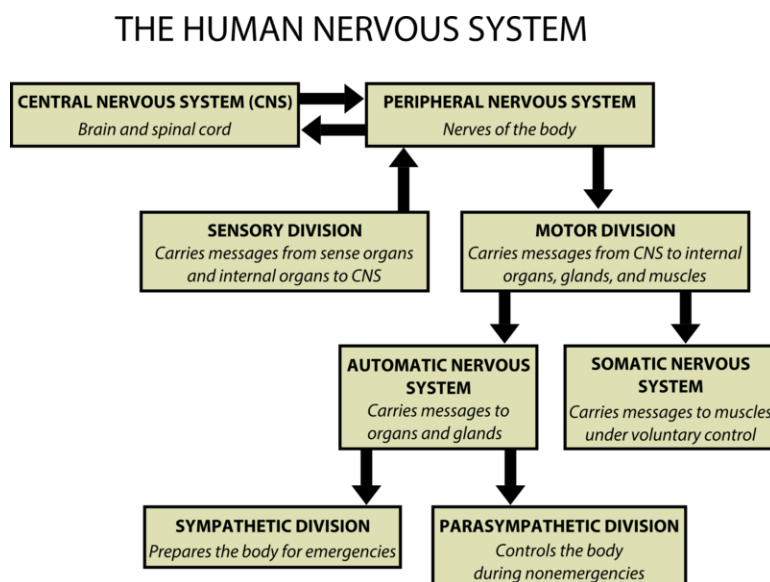 THE HUMAN NERVOUS SYSTEM
CENTRAL NERVOUS SYSTEM (CNS)
Brain and spinal cord
PERIPHERAL NERVOUS SYSTEM
Nerves of the body
SENSORY DIVISION
Carries messages from sense organs
and internal organs to CNS
MOTOR DIVISION
Carries messages from CNS to internal
organs, glands, and muscles
AUTOMATIC NERVOUS
SYSTEM
Carries messages to
organs and glands
SOMATIC NERVOUS
SYSTEM
Carries messages to muscles
under voluntary control
SYMPATHETIC DIVISION
Prepares the body for emergencies
PARASYMPATHETIC DIVISION
Controls the body
during nonemergencies